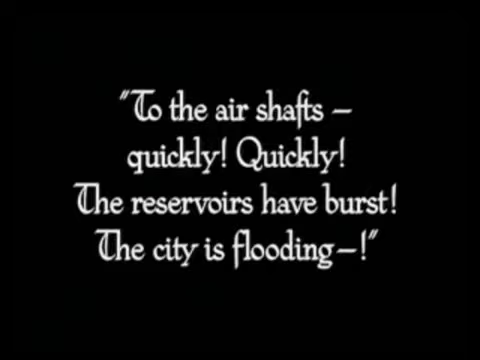 "To the air shafts –
quickly! Quickly!
The reservoirs have burst!
The city is flooding–!"